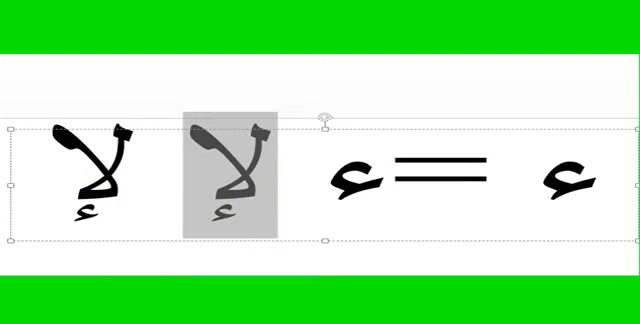 ء = ء لإ لإ